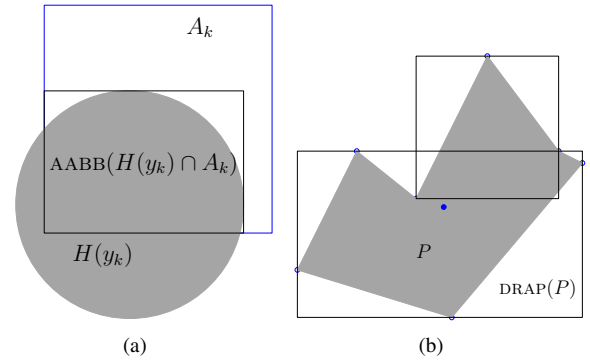 A_k
AABB(H(y_k) ∩ A_k)
H(y_k)
P
DRAP(P)
(a)
(b)